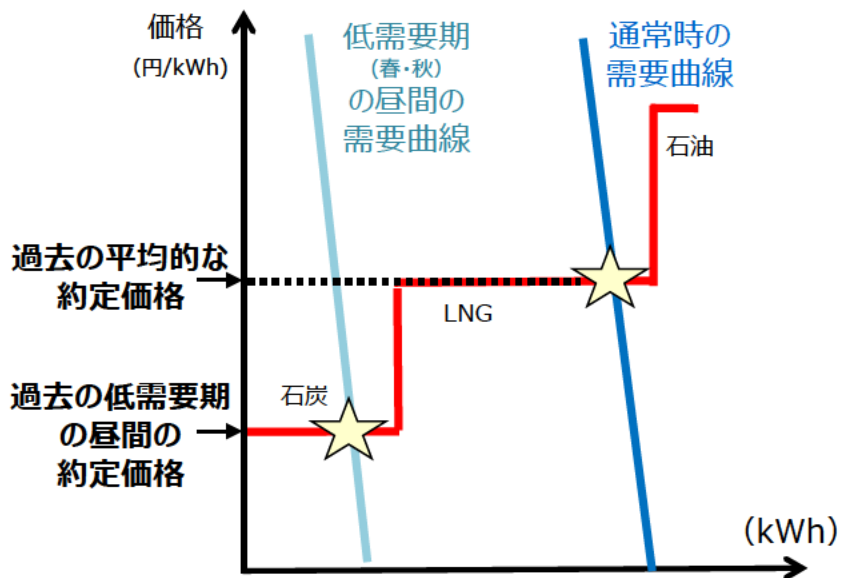 価格
(円/kWh)
低需要期
(春・秋)
の昼間の
需要曲線
通常時の
需要曲線
石油
過去の平均的な
約定価格
LNG
石炭
過去の低需要期
の昼間の
約定価格
(kWh)